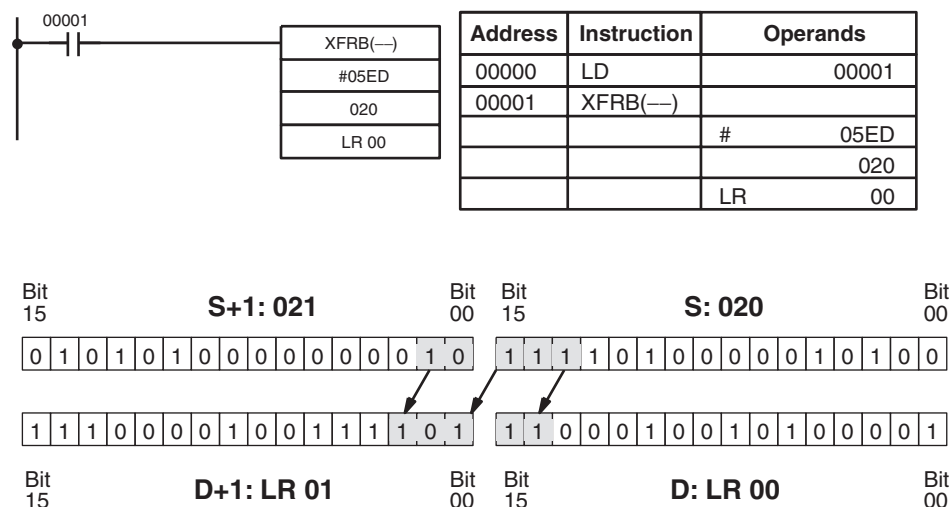 00001
XFRB(––)
#05ED
020
LR 00
Address Instruction Operands
00000 LD 00001
00001 XFRB(––)
# 05ED
020
LR 00
Bit 15
S+1: 021
Bit 00
Bit 15
S: 020
Bit 00
0 1 0 1 0 1 0 0 0 0 0 0 0 0 1 0
1 1 1 1 0 1 0 0 0 0 0 1 0 1 0 0
1 1 1 0 0 0 0 1 0 0 1 1 1 1 0 1
1 1 0 0 0 1 0 0 1 0 1 0 0 0 0 1
Bit 15
D+1: LR 01
Bit 00
Bit 15
D: LR 00
Bit 00